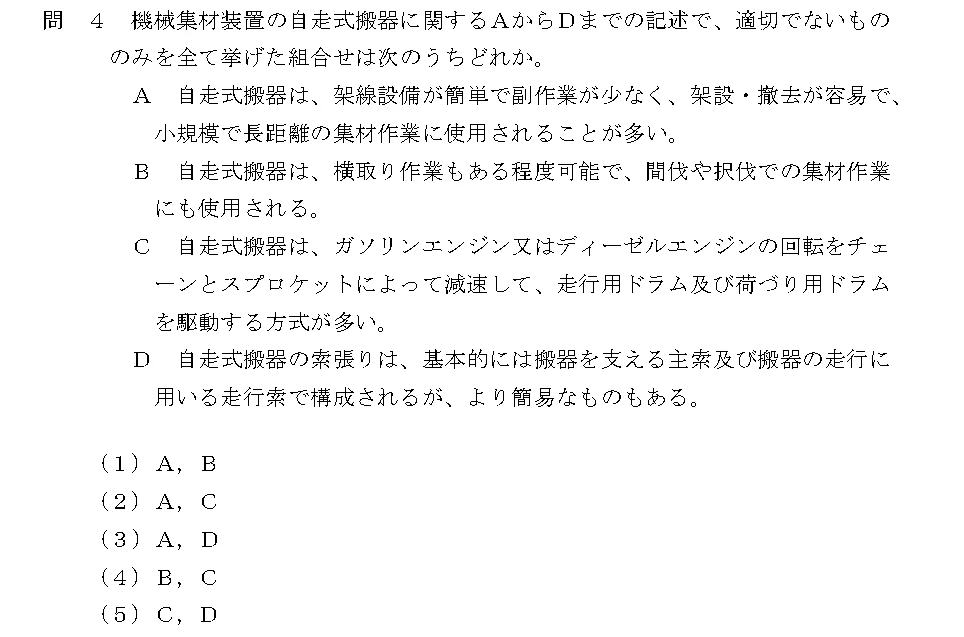 問　４　機械集材装置の自走式搬器に関するＡからＤまでの記述で、適切でないもの
のみを全て挙げた組合せは次のうちどれか。
Ａ　自走式搬器は、架線設備が簡単で副作業が少なく、架設・撤去が容易で、
小規模で長距離の集材作業に使用されることが多い。
Ｂ　自走式搬器は、横取り作業もある程度可能で、間伐や択伐での集材作業
にも使用される。
Ｃ　自走式搬器は、ガソリンエンジン又はディーゼルエンジンの回転をチェ
ーンとスプロケットによって減速して、走行用ドラム及び荷づり用ドラム
を駆動する方式が多い。
Ｄ　自走式搬器の索張りは、基本的には搬器を支える主索及び搬器の走行に
用いる走行索で構成されるが、より簡易なものもある。
（１）Ａ，Ｂ
（２）Ａ，Ｃ
（３）Ａ，Ｄ
（４）Ｂ，Ｃ
（５）Ｃ，Ｄ